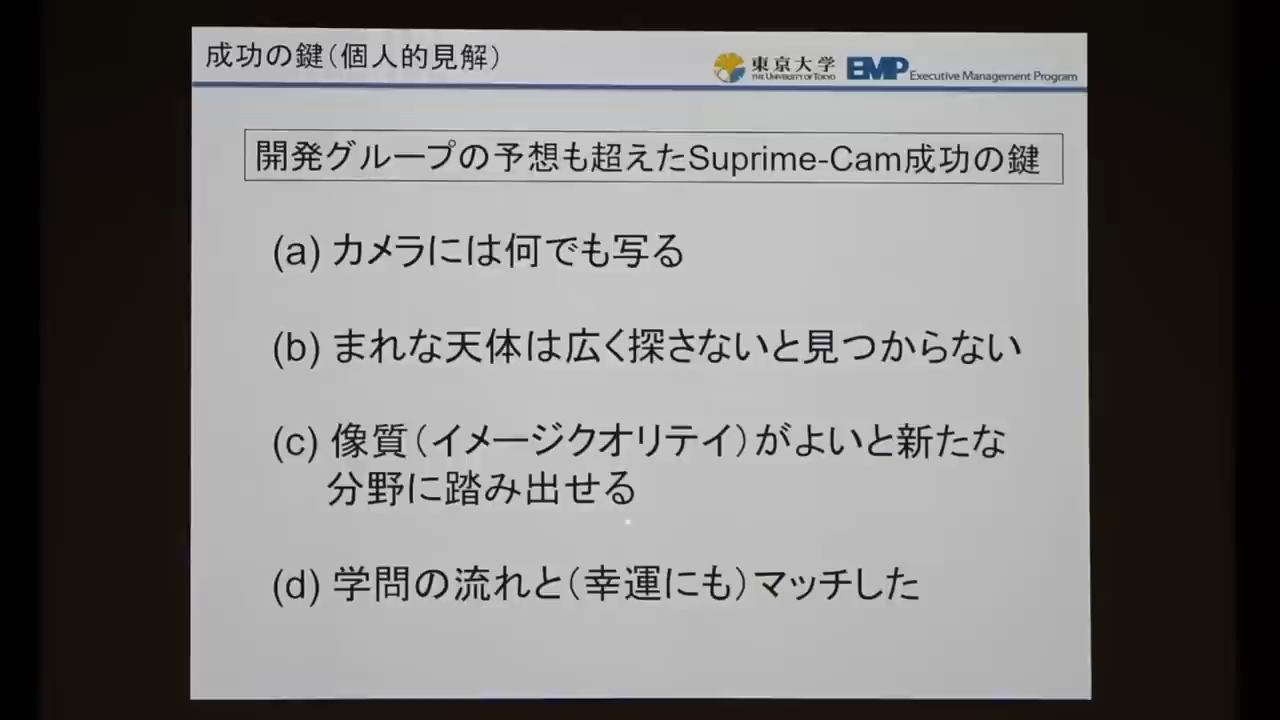 成功の鍵（個人的見解）
東京大学
THE UNIVERSITY OF TOKYO
EMP Executive Management Program
開発グループの予想も超えたSuprime-Cam成功の鍵
(a) カメラには何でも写る
(b) まれな天体は広く探さないと見つからない
(c) 像質（イメージクオリテイ）がよいと新たな
分野に踏み出せる
(d) 学問の流れと（幸運にも）マッチした